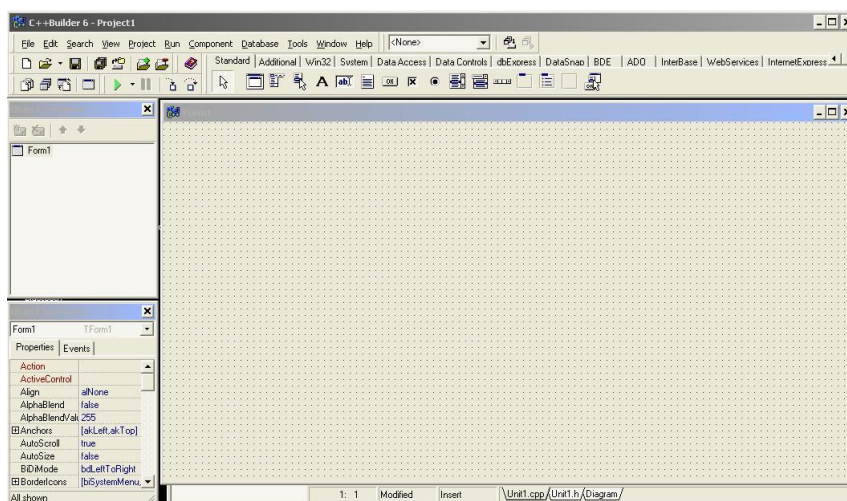 C++Builder 6 - Project1
File Edit Search View Project Run Component Database Tools Window Help <None>
Standard Additional Win32 System Data Access Data Controls dbExpress DataSnap BDE ADO InterBase WebServices InternetExpress
Form1
Form1 TForm1
Properties Events
Action
ActiveControl
Align alNone
AlphaBlend false
AlphaBlendValu 255
Anchors [akLeft,akTop]
AutoScroll true
AutoSize false
BiDiMode bdLeftToRight
BorderIcons [biSystemMenu,
All shown
1: 1 Modified Insert Unit1.cpp Unit1.h Diagram